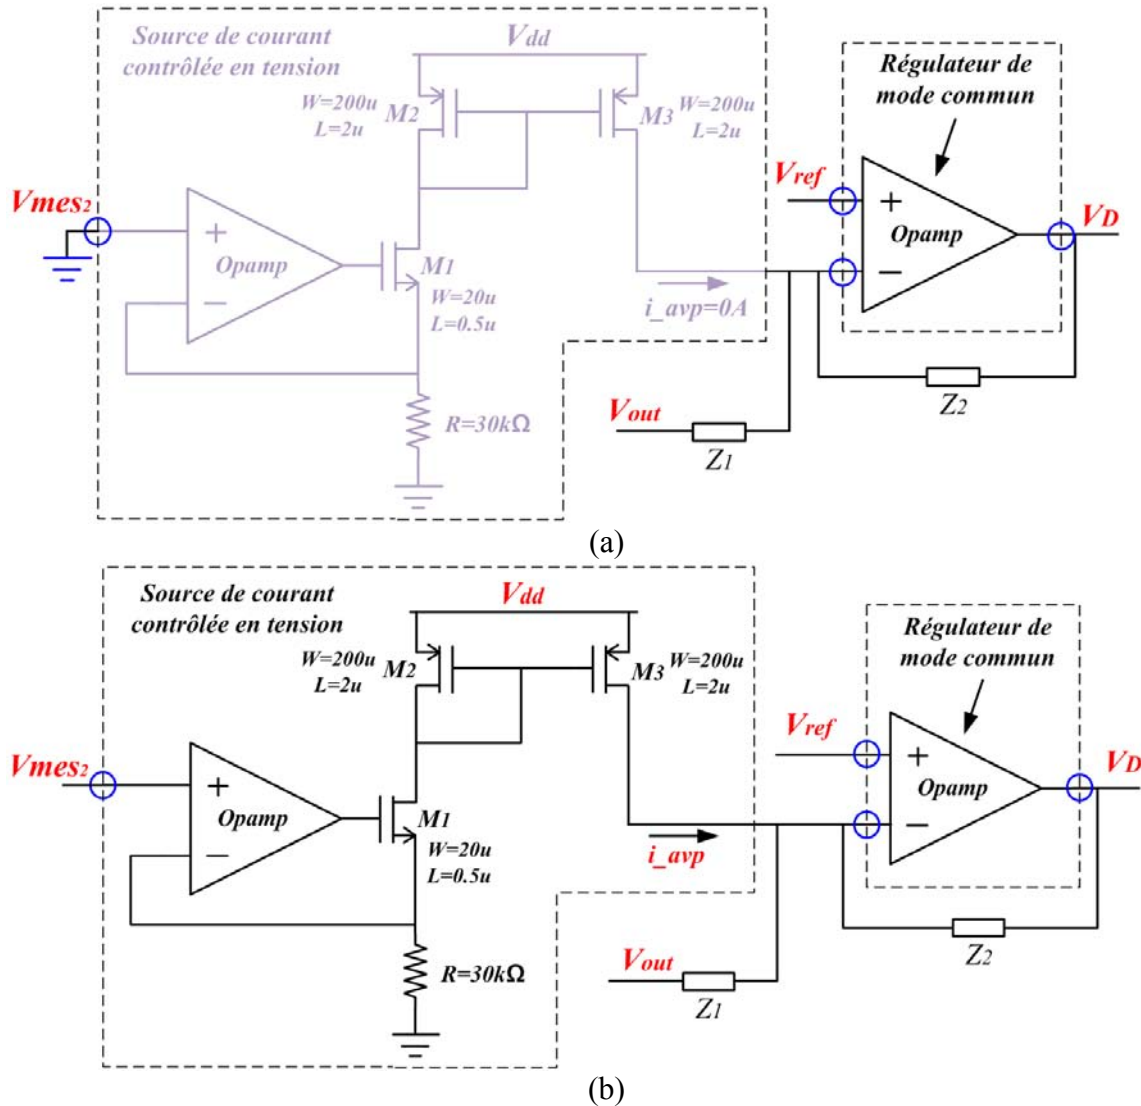 Source de courant
contrôlée en tension
Vdd
Régulateur de
mode commun
W=200u
L=2u
M2
M3
W=200u
L=2u
Vmes2
Vref
VD
+
Opamp
−
M1
W=20u
L=0.5u
+
Opamp
−
i_avp=0A
Z2
Vout
Z1
R=30kΩ
(a)
Source de courant
contrôlée en tension
Vdd
Régulateur de
mode commun
W=200u
L=2u
M2
M3
W=200u
L=2u
Vmes2
Vref
VD
+
Opamp
−
M1
W=20u
L=0.5u
+
Opamp
−
i_avp
Z2
Vout
Z1
R=30kΩ
(b)